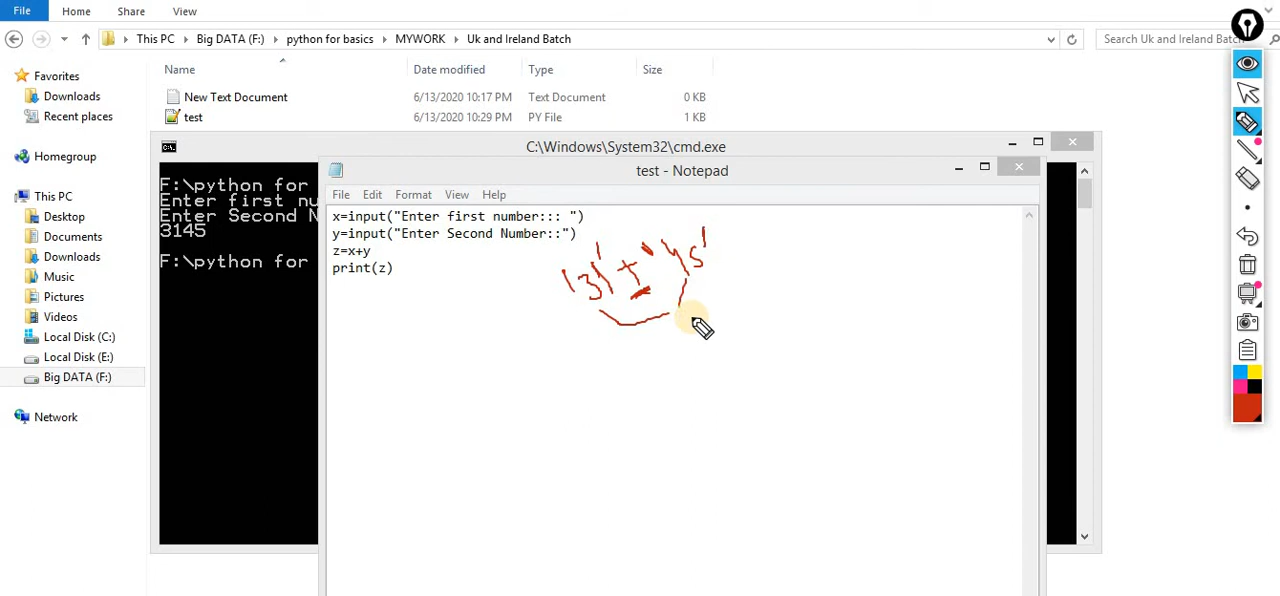 File Home Share View
This PC Big DATA (F:) python for basics MYWORK Uk and Ireland Batch Search Uk and Ireland Batch
Name Date modified Type Size
Favorites
Downloads
Recent places
Homegroup
This PC
Desktop
Documents
Downloads
Music
Pictures
Videos
Local Disk (C:)
Local Disk (E:)
Big DATA (F:)
Network
New Text Document 6/13/2020 10:17 PM Text Document 0 KB
test 6/13/2020 10:29 PM PY File 1 KB
C:\Windows\System32\cmd.exe
F:\python for
Enter first nu
Enter Second N
3145
F:\python for
test - Notepad
File Edit Format View Help
x=input("Enter first number::: ")
y=input("Enter Second Number::")
z=x+y
print(z)
'31' + '45'